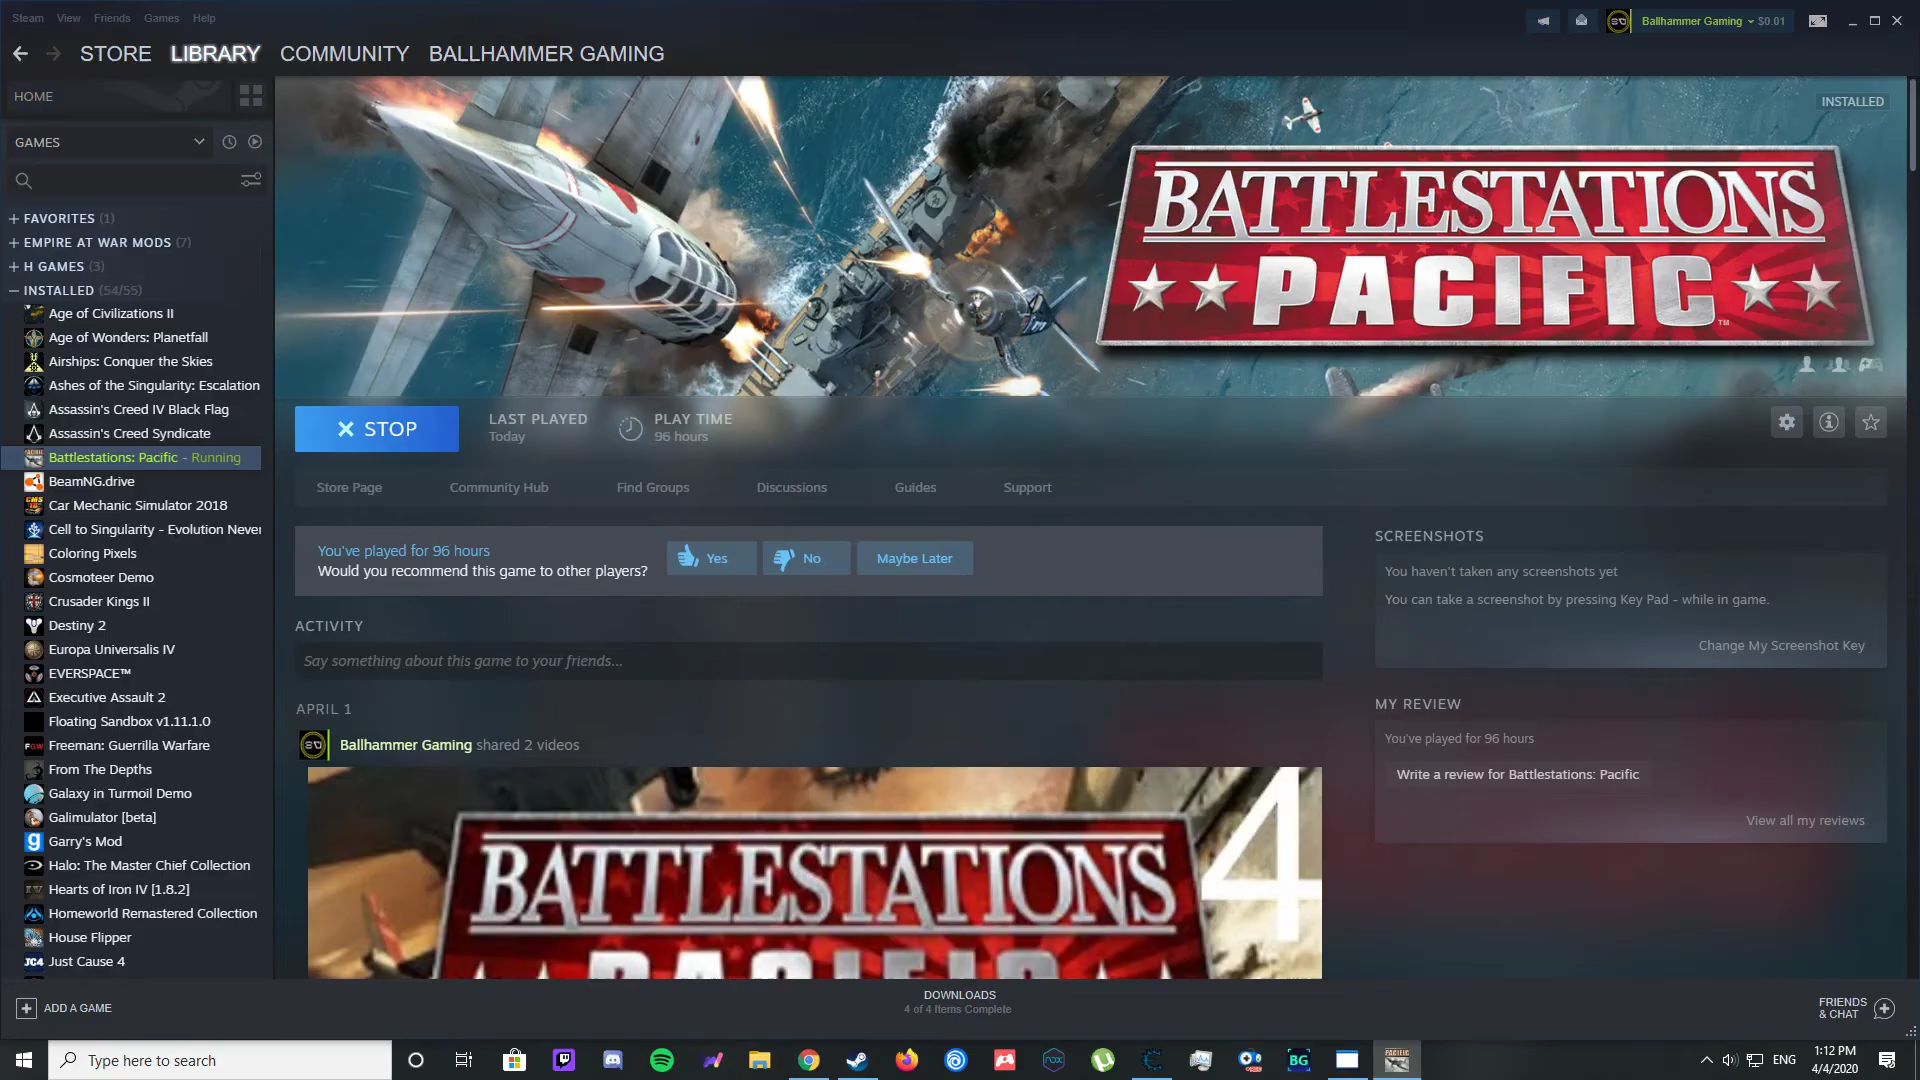 Steam View Friends Games Help
Ballhammer Gaming $0.01
STORE LIBRARY COMMUNITY BALLHAMMER GAMING
HOME
INSTALLED
GAMES
BATTLESTATIONS
PACIFIC
TM
+ FAVORITES (1)
+ EMPIRE AT WAR MODS (7)
+ H GAMES (3)
− INSTALLED (54/55)
Age of Civilizations II
Age of Wonders: Planetfall
Airships: Conquer the Skies
Ashes of the Singularity: Escalation
Assassin's Creed IV Black Flag
Assassin's Creed Syndicate
Battlestations: Pacific - Running
BeamNG.drive
Car Mechanic Simulator 2018
Cell to Singularity - Evolution Never
Coloring Pixels
Cosmoteer Demo
Crusader Kings II
Destiny 2
Europa Universalis IV
EVERSPACE™
Executive Assault 2
Floating Sandbox v1.11.1.0
Freeman: Guerrilla Warfare
From The Depths
Galaxy in Turmoil Demo
Galimulator [beta]
Garry's Mod
Halo: The Master Chief Collection
Hearts of Iron IV [1.8.2]
Homeworld Remastered Collection
House Flipper
Just Cause 4
STOP
LAST PLAYED
Today
PLAY TIME
96 hours
Store Page Community Hub Find Groups Discussions Guides Support
You've played for 96 hours
Would you recommend this game to other players?
Yes No Maybe Later
ACTIVITY
Say something about this game to your friends...
APRIL 1
Ballhammer Gaming shared 2 videos
BATTLESTATIONS
PACIFIC
4
SCREENSHOTS
You haven't taken any screenshots yet
You can take a screenshot by pressing Key Pad - while in game.
Change My Screenshot Key
MY REVIEW
You've played for 96 hours
Write a review for Battlestations: Pacific
View all my reviews
ADD A GAME
DOWNLOADS
4 of 4 Items Complete
FRIENDS
& CHAT
Type here to search
BG
ENG
1:12 PM
4/4/2020